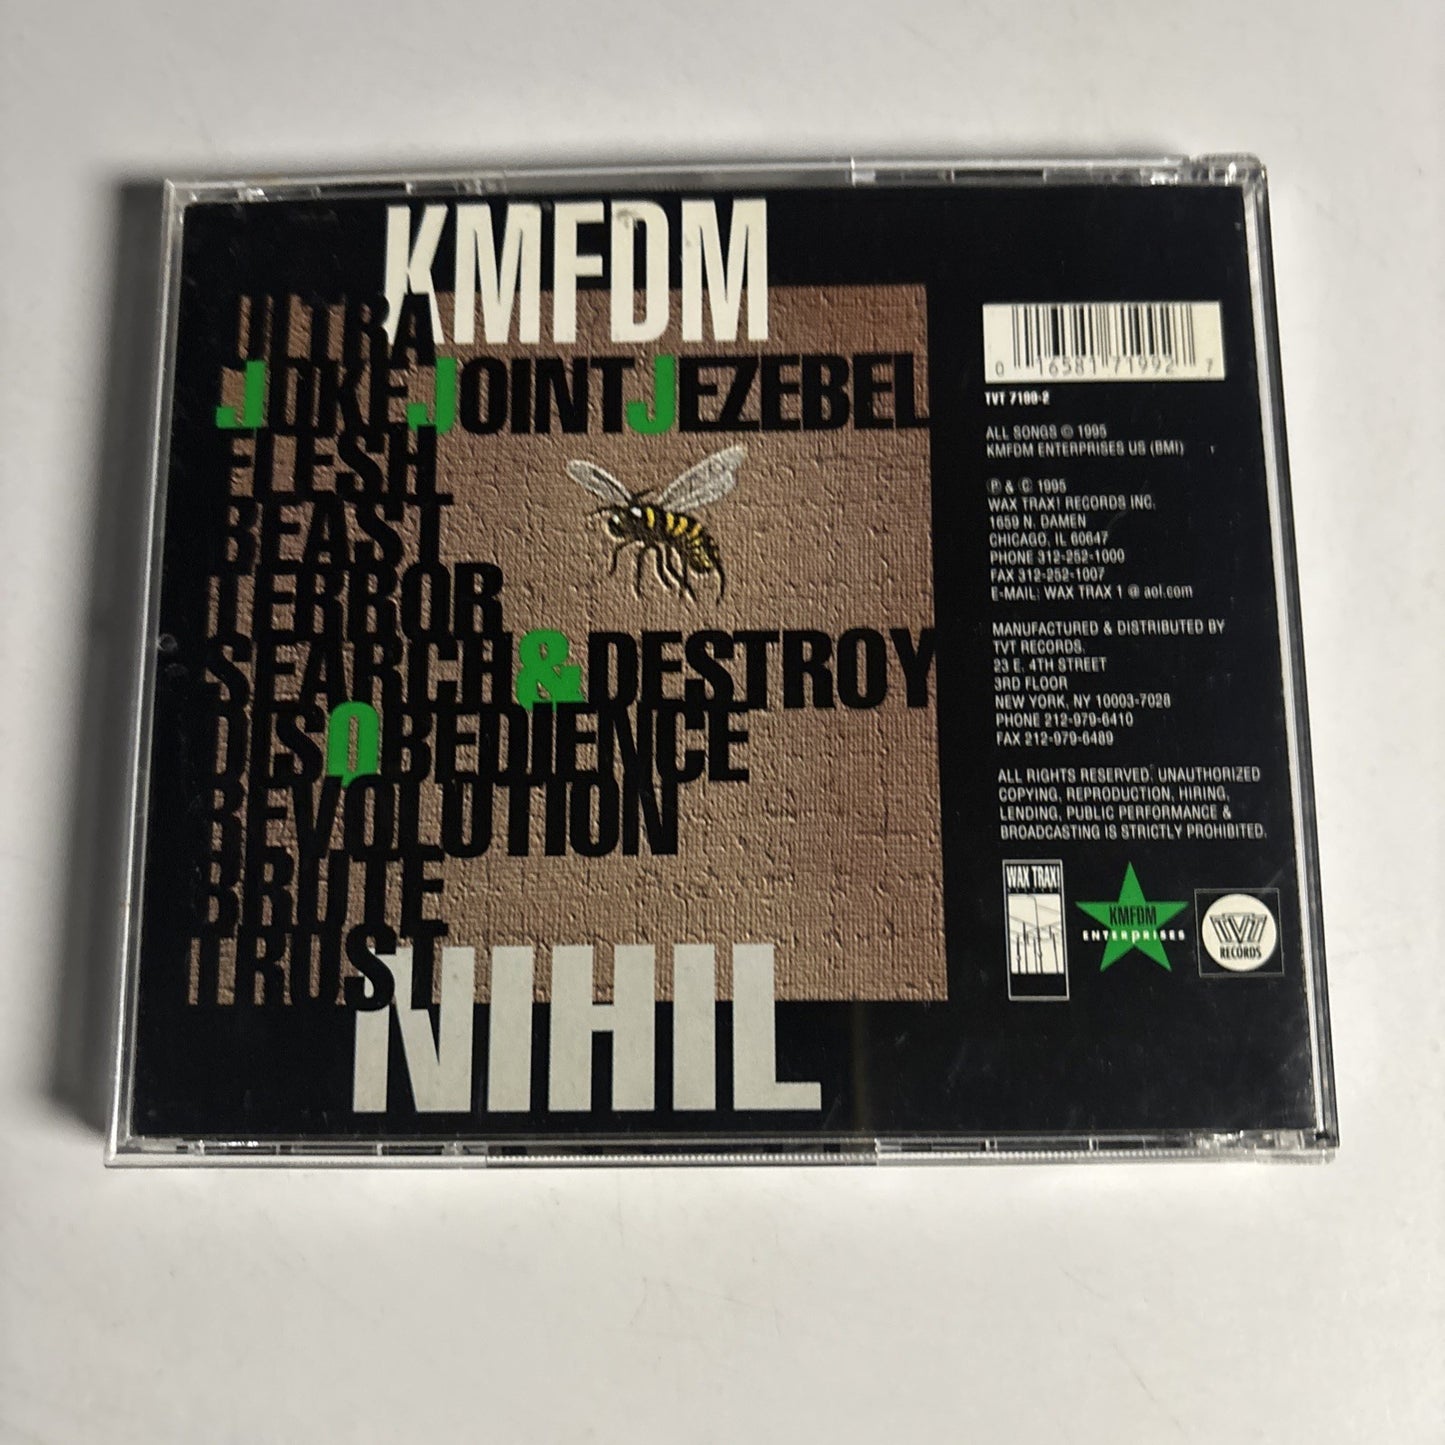 KMFDM
ULTRA
JUKE JOINT JEZEBEL
FLESH
BEAST
TERROR
SEARCH & DESTROY
DISOBEDIENCE
REVOLUTION
BRUTE
TRUST
NIHIL
0 16581 71992 7
TVT 7199-2
ALL SONGS © 1995
KMFDM ENTERPRISES US (BMI)
Ⓟ & © 1995
WAX TRAX! RECORDS INC.
1659 N. DAMEN
CHICAGO, IL 60647
PHONE 312-252-1000
FAX 312-252-1007
E-MAIL: WAX TRAX 1 @ aol.com
MANUFACTURED & DISTRIBUTED BY
TVT RECORDS.
23 E. 4TH STREET
3RD FLOOR
NEW YORK, NY 10003-7028
PHONE 212-979-6410
FAX 212-979-6489
ALL RIGHTS RESERVED. UNAUTHORIZED
COPYING, REPRODUCTION, HIRING,
LENDING, PUBLIC PERFORMANCE &
BROADCASTING IS STRICTLY PROHIBITED.
WAX TRAX!
KMFDM
ENTERPRISES
TVT
RECORDS